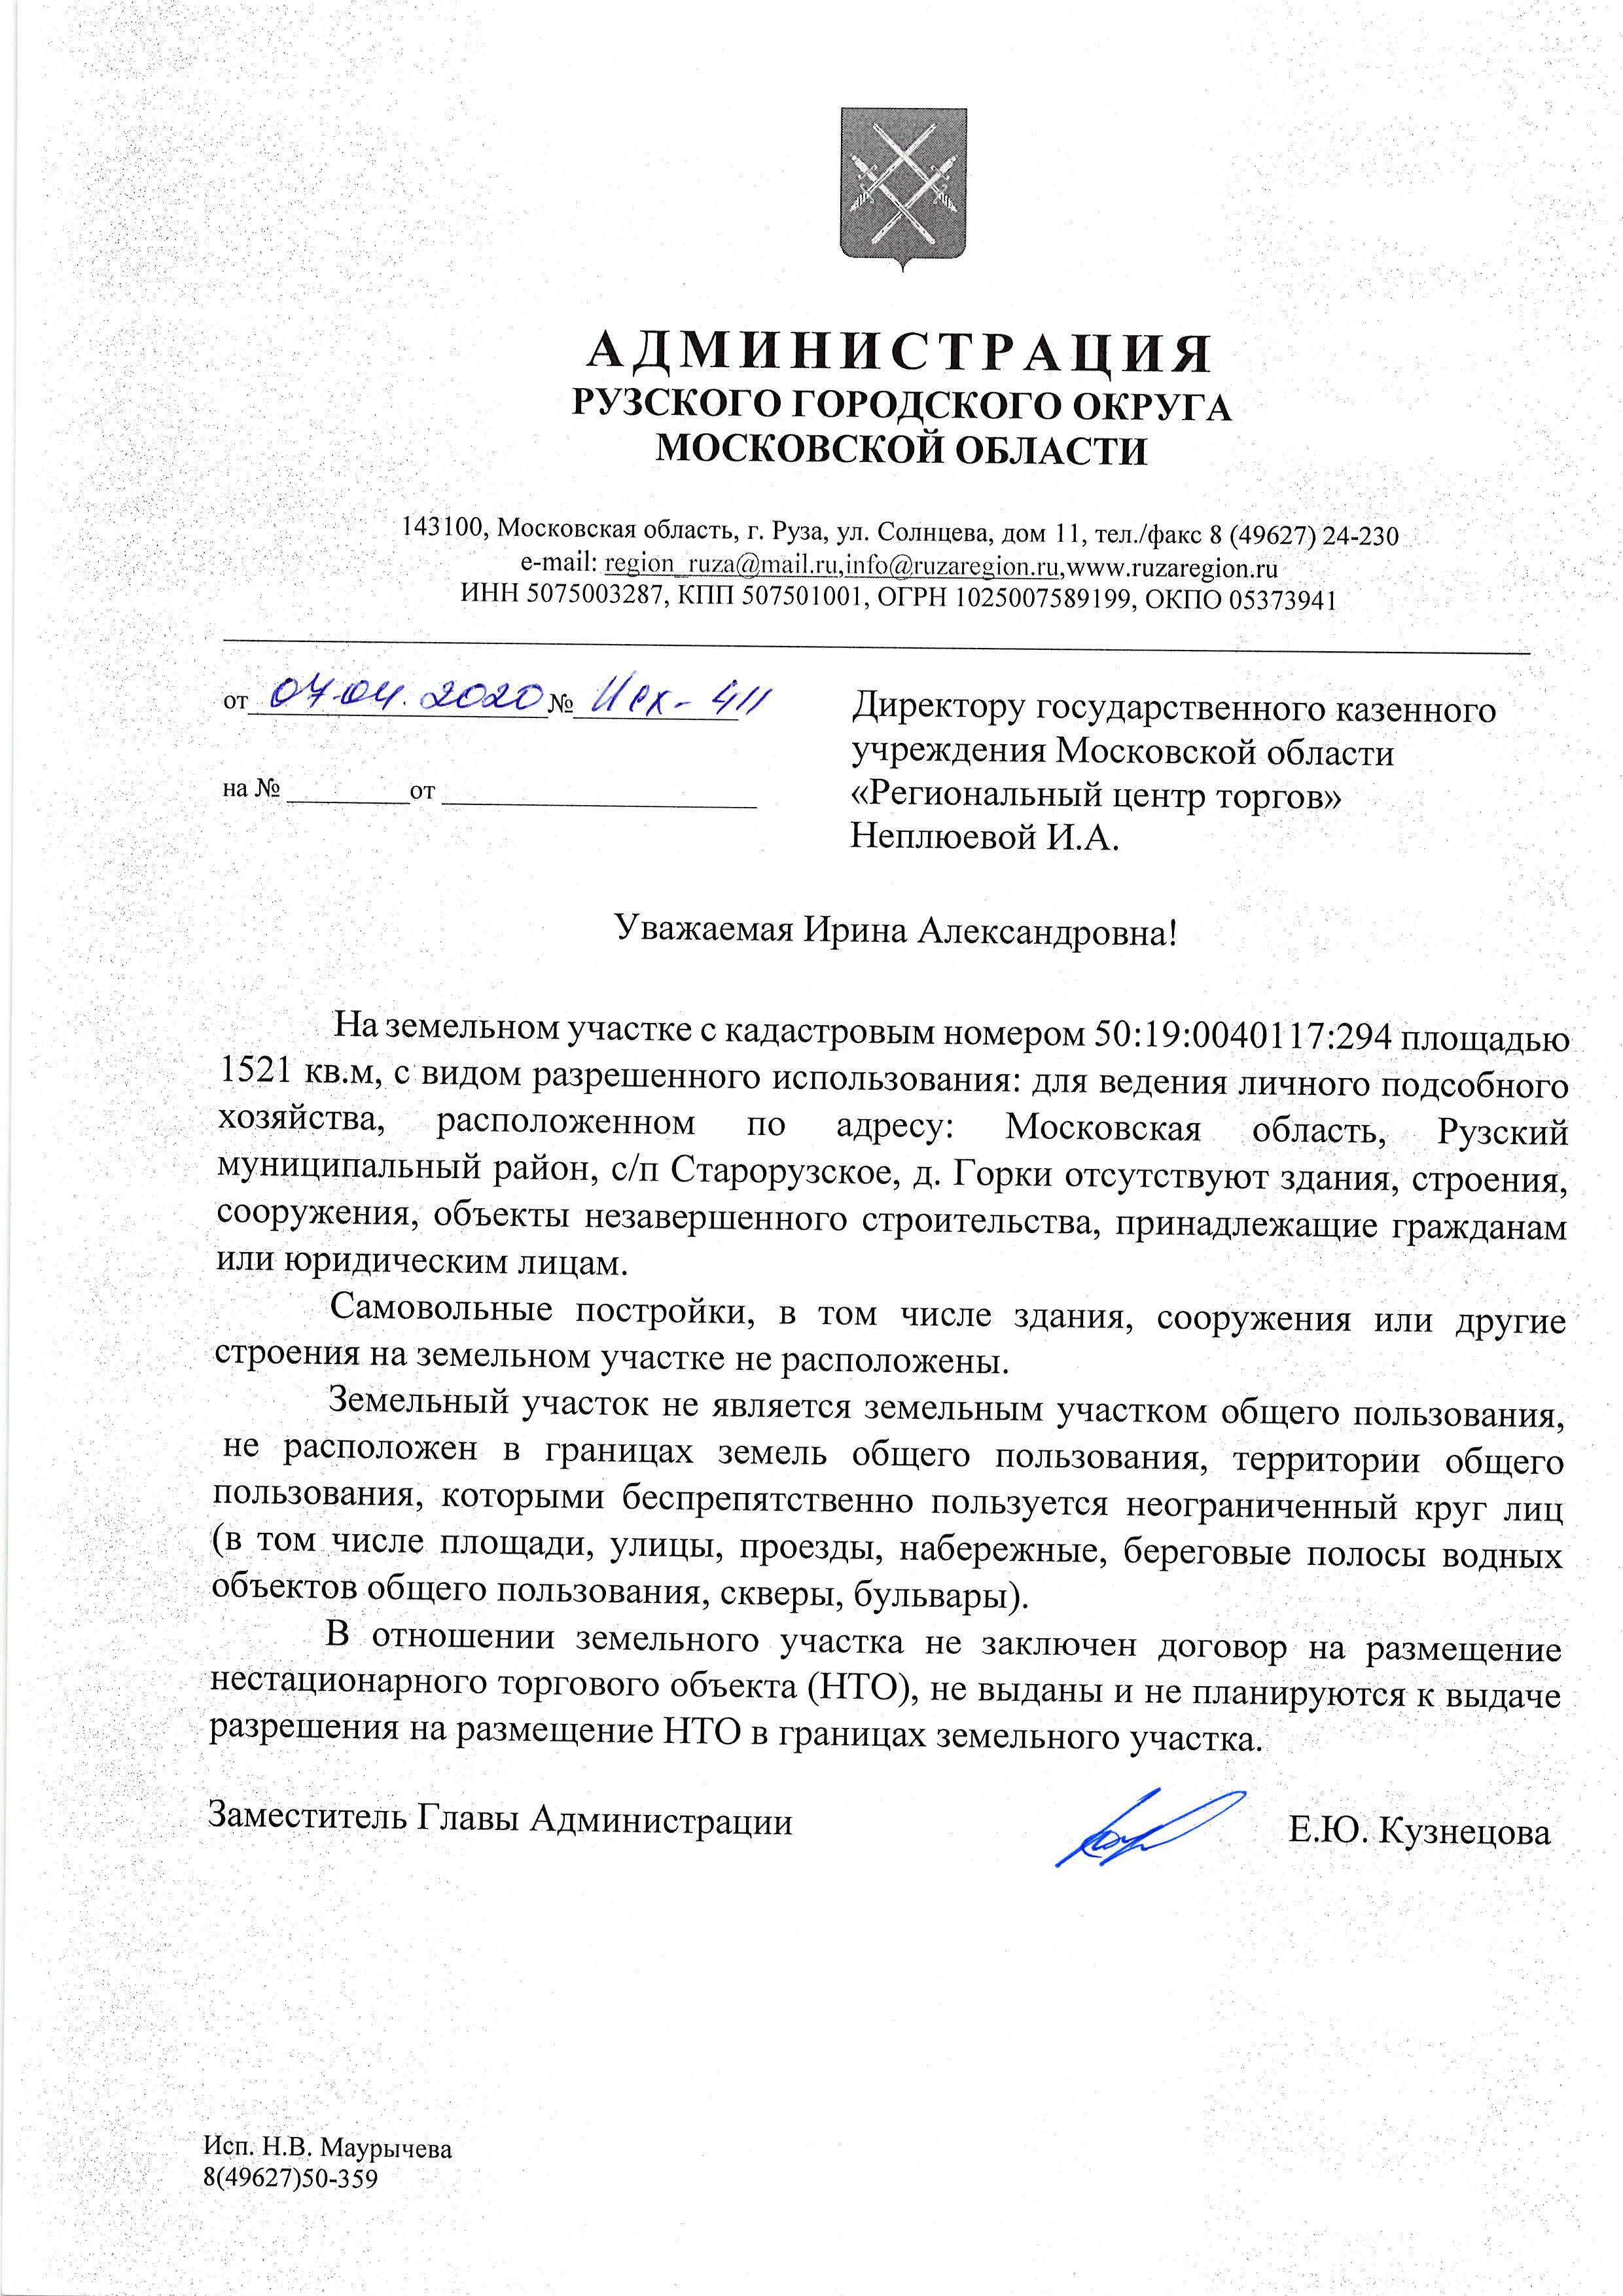 АДМИНИСТРАЦИЯ
РУЗСКОГО ГОРОДСКОГО ОКРУГА
МОСКОВСКОЙ ОБЛАСТИ
143100, Московская область, г. Руза, ул. Солнцева, дом 11, тел./факс 8 (49627) 24-230
e-mail: region_ruza@mail.ru,info@ruzaregion.ru,www.ruzaregion.ru
ИНН 5075003287, КПП 507501001, ОГРН 1025007589199, ОКПО 05373941
от 07.04.2020 № Исх- 411
на № от
Директору государственного казенного
учреждения Московской области
«Региональный центр торгов»
Неплюевой И.А.
Уважаемая Ирина Александровна!
На земельном участке с кадастровым номером 50:19:0040117:294 площадью
1521 кв.м, с видом разрешенного использования: для ведения личного подсобного
хозяйства, расположенном по адресу: Московская область, Рузский
муниципальный район, с/п Старорузское, д. Горки отсутствуют здания, строения,
сооружения, объекты незавершенного строительства, принадлежащие гражданам
или юридическим лицам.
Самовольные постройки, в том числе здания, сооружения или другие
строения на земельном участке не расположены.
Земельный участок не является земельным участком общего пользования,
не расположен в границах земель общего пользования, территории общего
пользования, которыми беспрепятственно пользуется неограниченный круг лиц
(в том числе площади, улицы, проезды, набережные, береговые полосы водных
объектов общего пользования, скверы, бульвары).
В отношении земельного участка не заключен договор на размещение
нестационарного торгового объекта (НТО), не выданы и не планируются к выдаче
разрешения на размещение НТО в границах земельного участка.
Заместитель Главы Администрации Е.Ю. Кузнецова
Исп. Н.В. Маурычева
8(49627)50-359